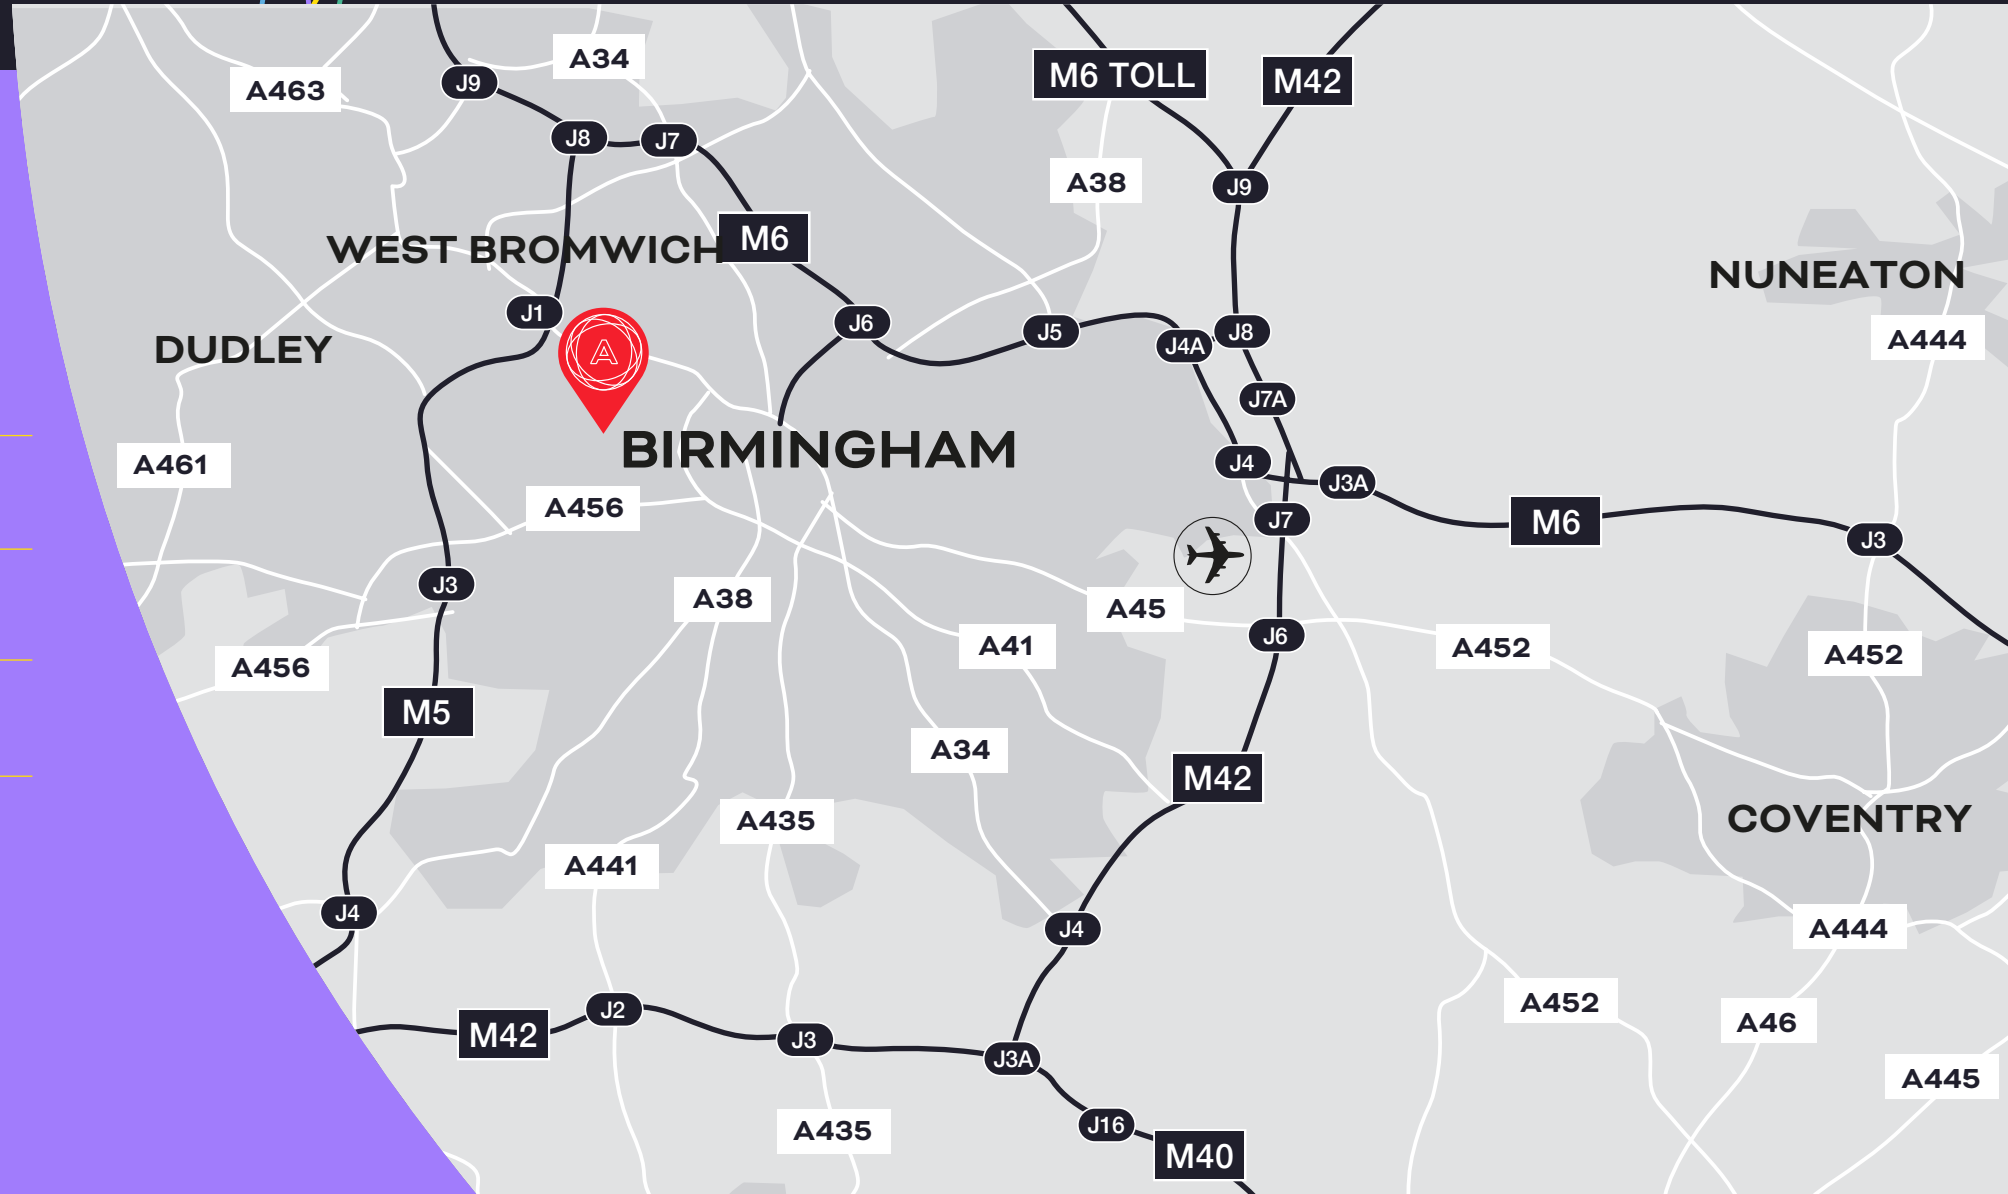 A34
M6 TOLL
M42
A463
J9
J8
J7
A38
J9
WEST BROMWICH
M6
NUNEATON
J1
J6
J5
J4A
J8
A444
DUDLEY
A
J7A
BIRMINGHAM
A461
J4
J3A
A456
J7
M6
J3
J3
A38
A45
J6
A41
A452
A452
A456
M5
A34
M42
A435
COVENTRY
A441
J4
J4
A444
A452
J2
A46
M42
J3
J3A
A445
J16
A435
M40